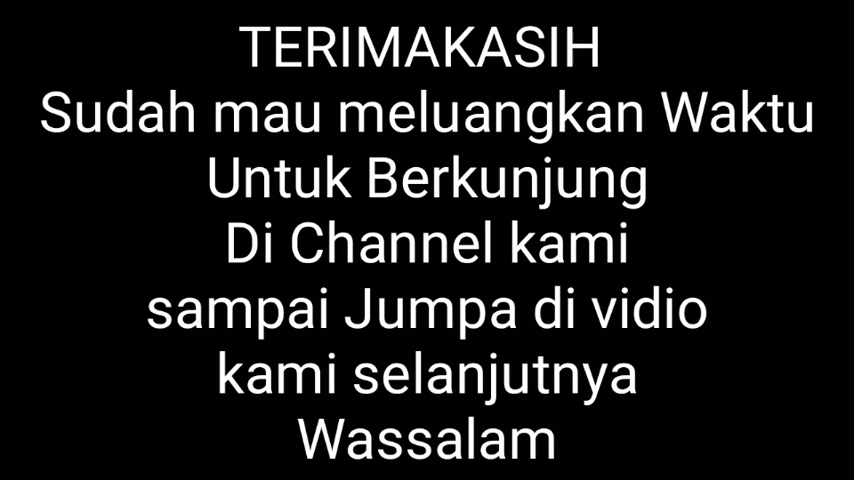 TERIMAKASIH
Sudah mau meluangkan Waktu
Untuk Berkunjung
Di Channel kami
sampai Jumpa di vidio
kami selanjutnya
Wassalam